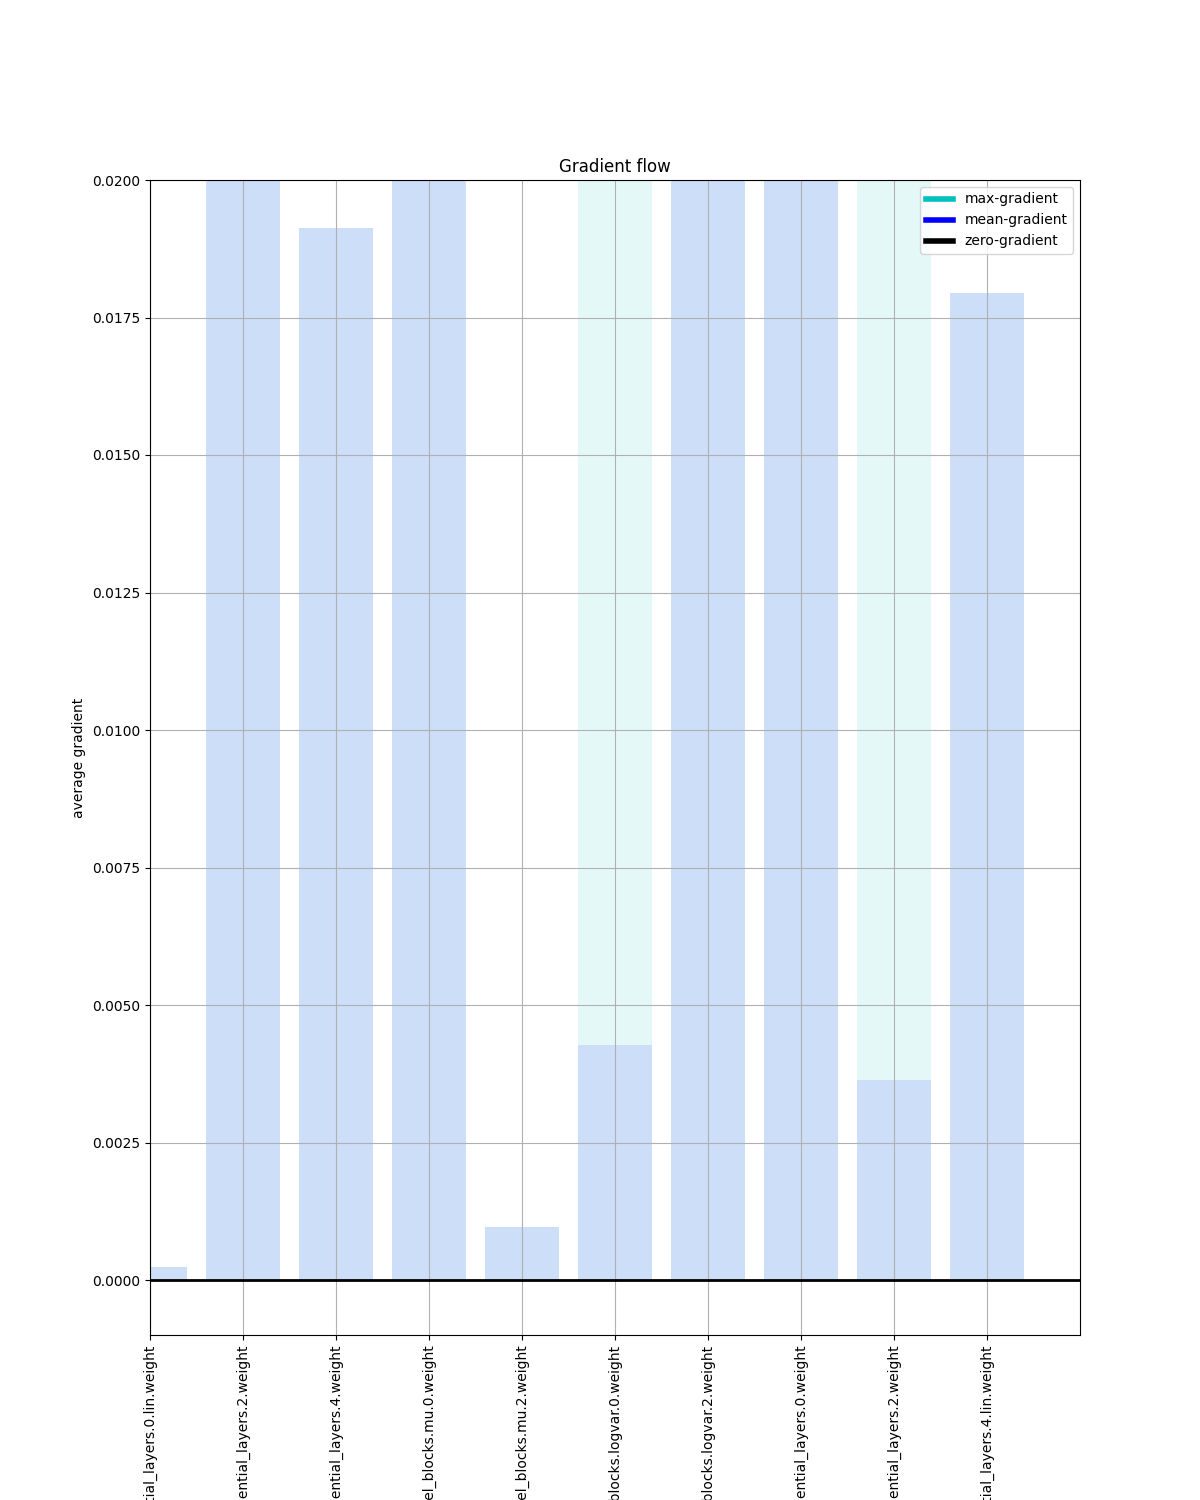 Gradient flow
max-gradient
mean-gradient
zero-gradient
0.0200
0.0175
0.0150
0.0125
0.0100
0.0075
0.0050
0.0025
0.0000
average gradient
tial_layers.0.lin.weight
ential_layers.2.weight
ential_layers.4.weight
el_blocks.mu.0.weight
el_blocks.mu.2.weight
blocks.logvar.0.weight
blocks.logvar.2.weight
ential_layers.0.weight
ential_layers.2.weight
tial_layers.4.lin.weight